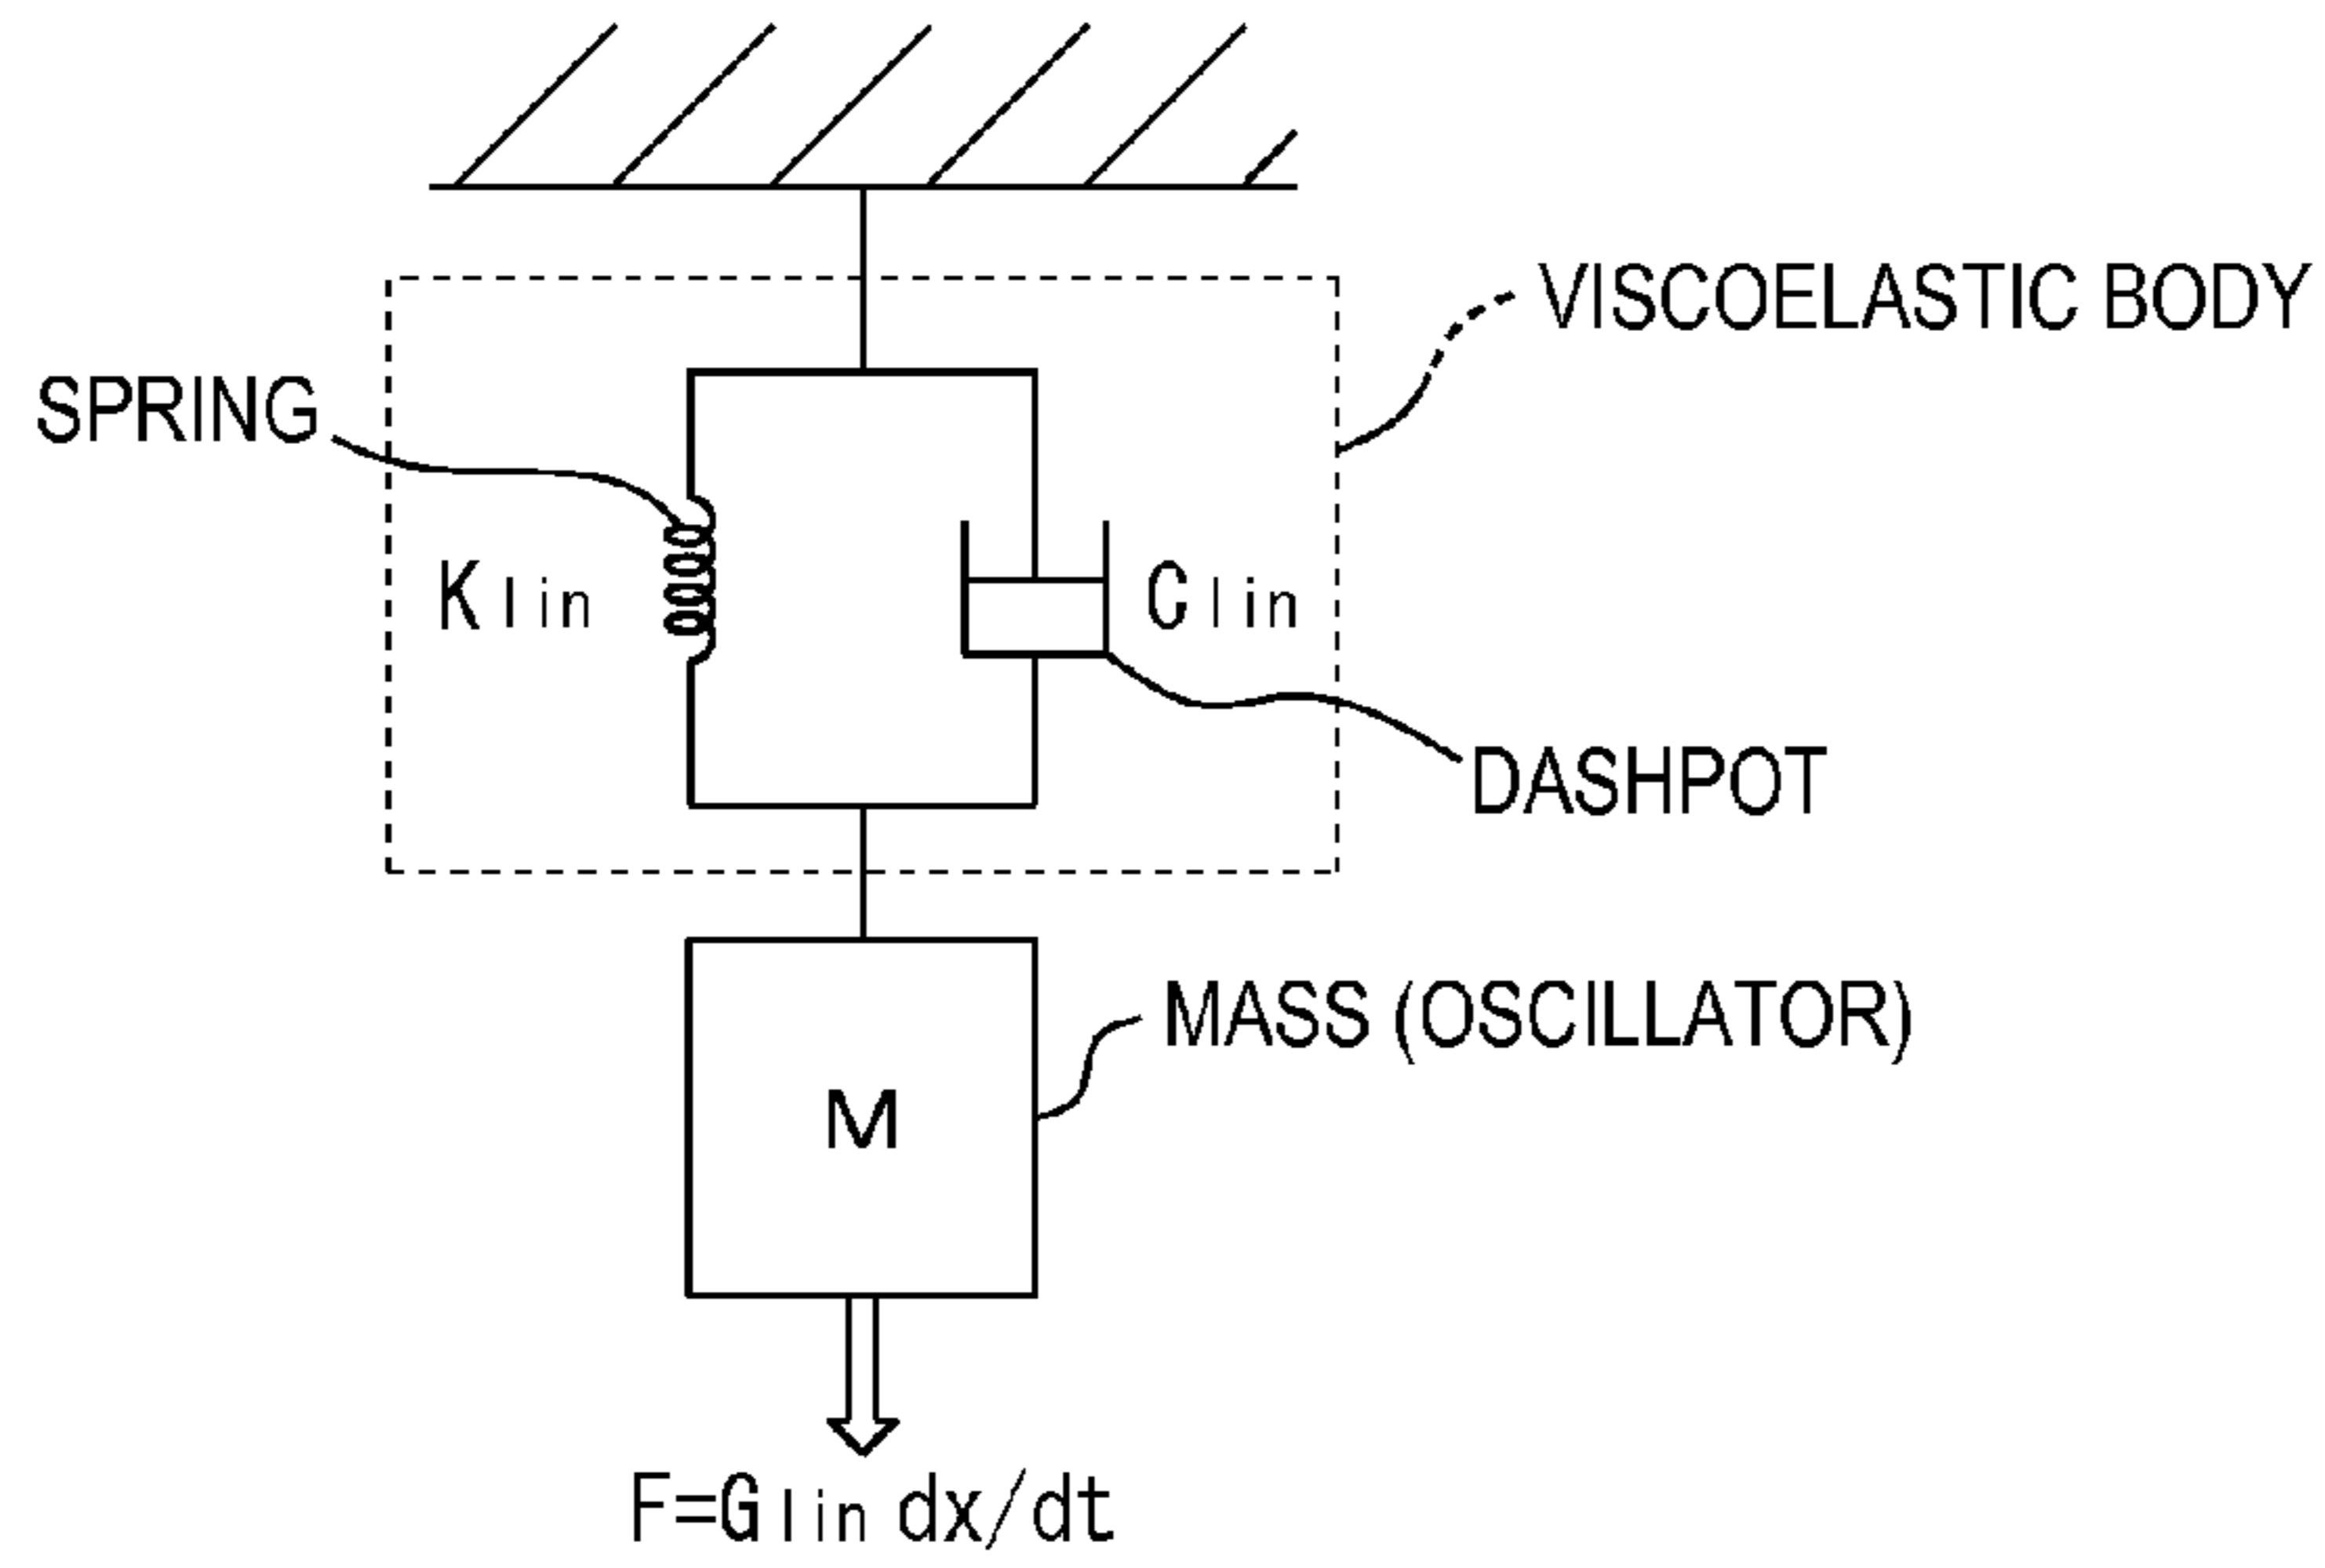 VISCOELASTIC BODY
SPRING
Klin
Clin
DASHPOT
MASS (OSCILLATOR)
M
F=Glin dx/dt